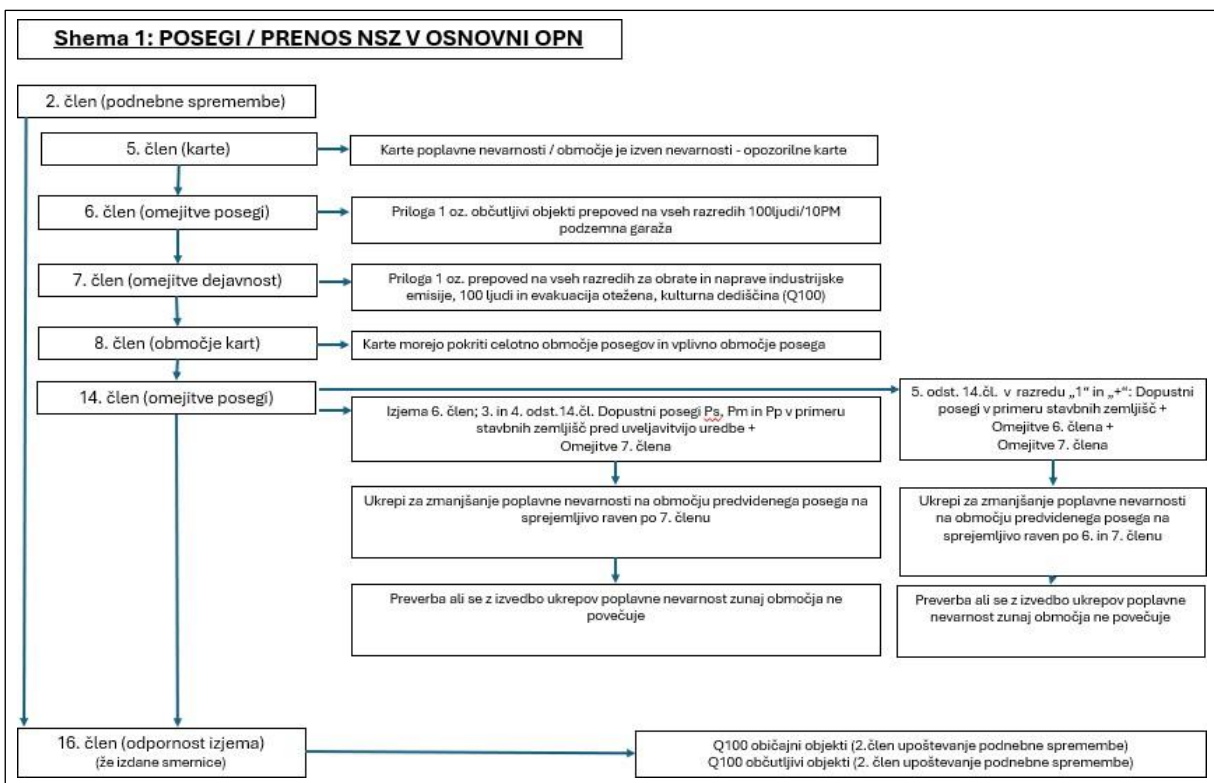 Shema 1: POSEGI / PRENOS NSZ V OSNOVNI OPN
2. člen (podnebne spremembe)
5. člen (karte)
Karte poplavne nevarnosti / območje je izven nevarnosti - opozorilne karte
6. člen (omejitve posegi)
Priloga 1 oz. občutljivi objekti prepoved na vseh razredih 100ljudi/10PM
podzemna garaža
7. člen (omejitve dejavnost)
Priloga 1 oz. prepoved na vseh razredih za obrate in naprave industrijske
emisije, 100 ljudi in evakuacija otežena, kulturna dediščina (Q100)
8. člen (območje kart)
Karte morejo pokriti celotno območje posegov in vplivno območje posega
14. člen (omejitve posegi)
Izjema 6. člen; 3. in 4. odst.14.čl. Dopustni posegi Ps, Pm in Pp v primeru
stavbnih zemljišč pred uveljavitvijo uredbe +
Omejitve 7. člena
5. odst. 14.čl. v razredu „1“ in „+“: Dopustni
posegi v primeru stavbnih zemljišč +
Omejitve 6. člena +
Omejitve 7. člena
Ukrepi za zmanjšanje poplavne nevarnosti na območju predvidenega posega na
sprejemljivo raven po 7. členu
Ukrepi za zmanjšanje poplavne nevarnosti
na območju predvidenega posega na
sprejemljivo raven po 6. in 7. členu
Preverba ali se z izvedbo ukrepov poplavne nevarnost zunaj območja ne
povečuje
Preverba ali se z izvedbo ukrepov poplavne
nevarnost zunaj območja ne povečuje
16. člen (odpornost izjema)
(že izdane smernice)
Q100 običajni objekti (2.člen upoštevanje podnebne spremembe)
Q100 občutljivi objekti (2. člen upoštevanje podnebne spremembe)